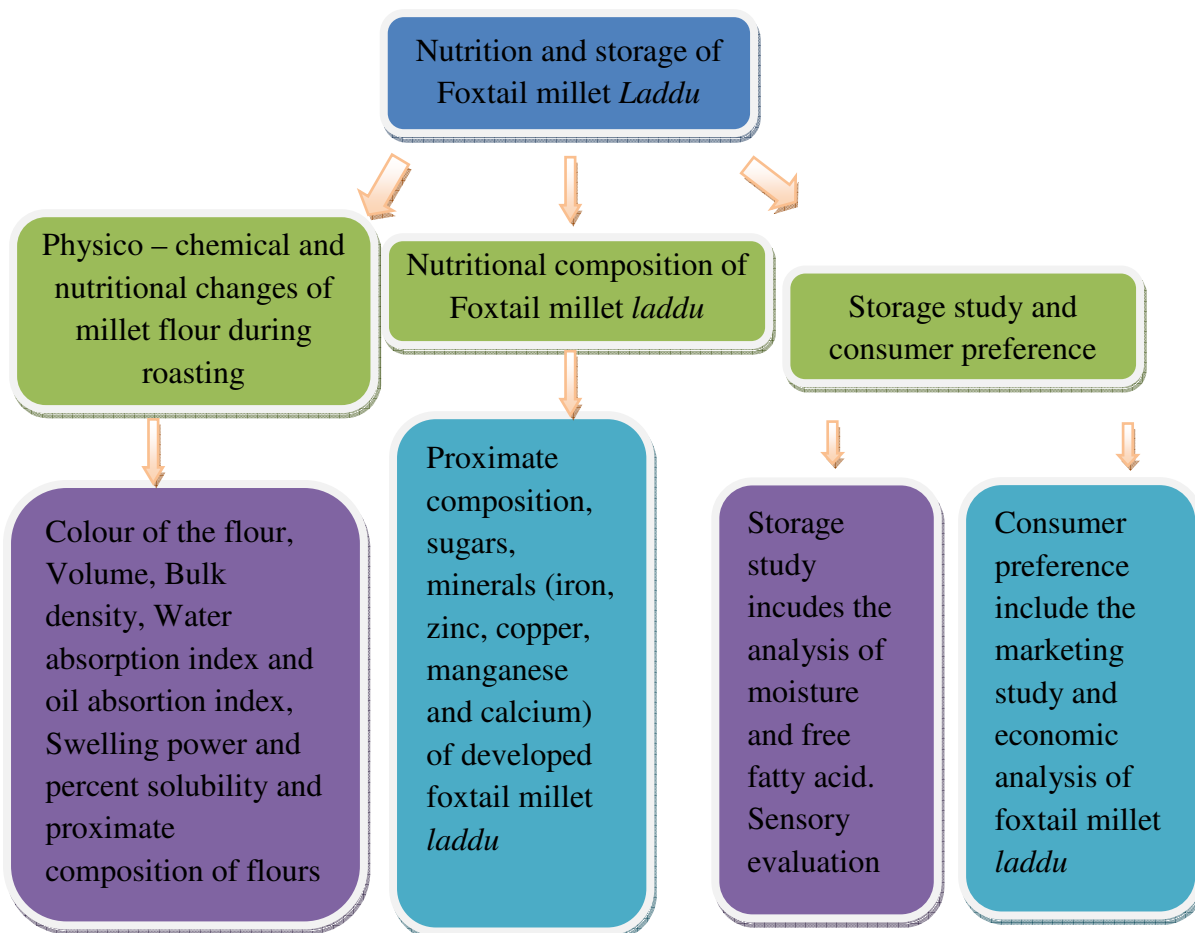 Nutrition and storage of
Foxtail millet Laddu
Physico – chemical and
nutritional changes of
millet flour during
roasting
Nutritional composition of
Foxtail millet laddu
Storage study and
consumer preference
Colour of the flour,
Volume, Bulk
density, Water
absorption index and
oil absortion index,
Swelling power and
percent solubility and
proximate
composition of flours
Proximate
composition,
sugars,
minerals (iron,
zinc, copper,
manganese
and calcium)
of developed
foxtail millet
laddu
Storage
study
incudes the
analysis of
moisture
and free
fatty acid.
Sensory
evaluation
Consumer
preference
include the
marketing
study and
economic
analysis of
foxtail millet
laddu